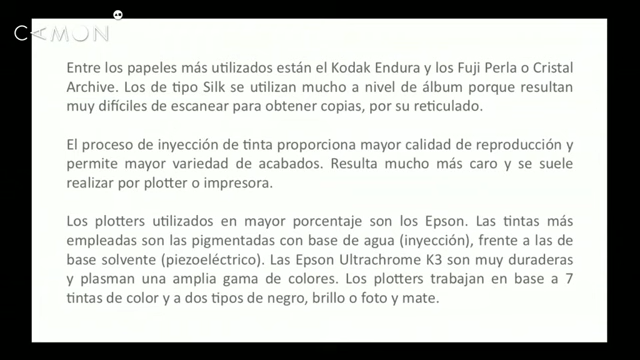 CAMON
Entre los papeles más utilizados están el Kodak Endura y los Fuji Perla o Cristal
Archive. Los de tipo Silk se utilizan mucho a nivel de álbum porque resultan
muy difíciles de escanear para obtener copias, por su reticulado.
El proceso de inyección de tinta proporciona mayor calidad de reproducción y
permite mayor variedad de acabados. Resulta mucho más caro y se suele
realizar por plotter o impresora.
Los plotters utilizados en mayor porcentaje son los Epson. Las tintas más
empleadas son las pigmentadas con base de agua (inyección), frente a las de
base solvente (piezoeléctrico). Las Epson Ultrachrome K3 son muy duraderas
y plasman una amplia gama de colores. Los plotters trabajan en base a 7
tintas de color y a dos tipos de negro, brillo o foto y mate.